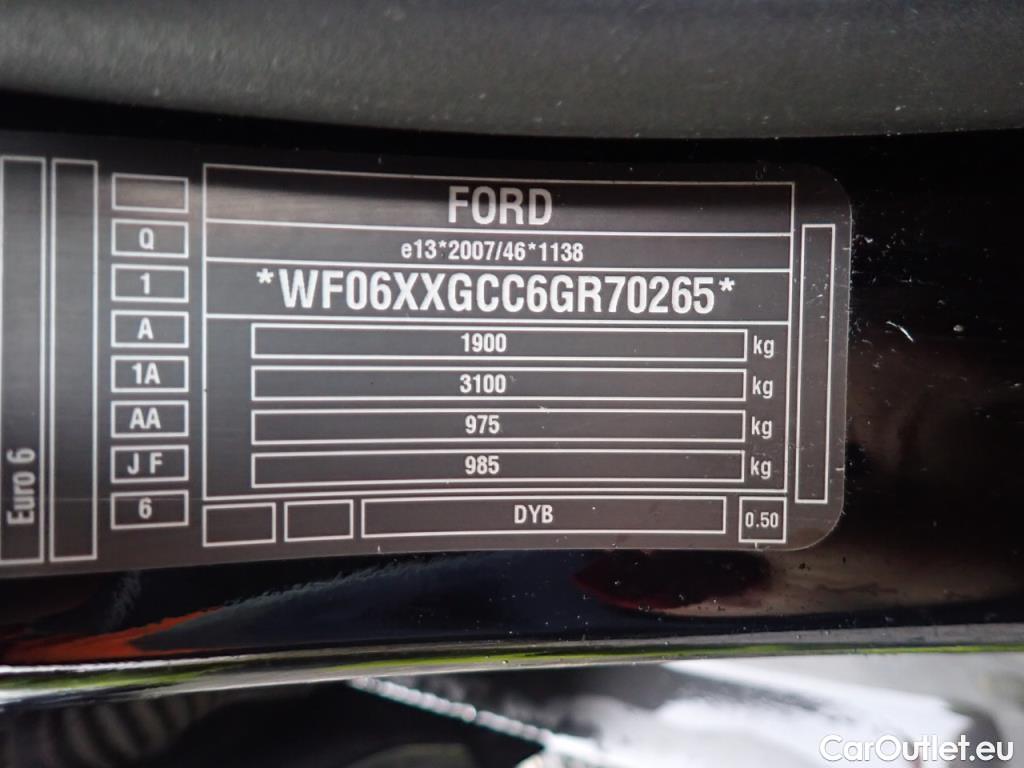 FORD
e13*2007/46*1138
*WF06XXGCC6GR70265*
1900 kg
3100 kg
975 kg
985 kg
DYB 0.50
Q
1
A
1A
AA
J F
6
Euro 6
CarOutlet.eu